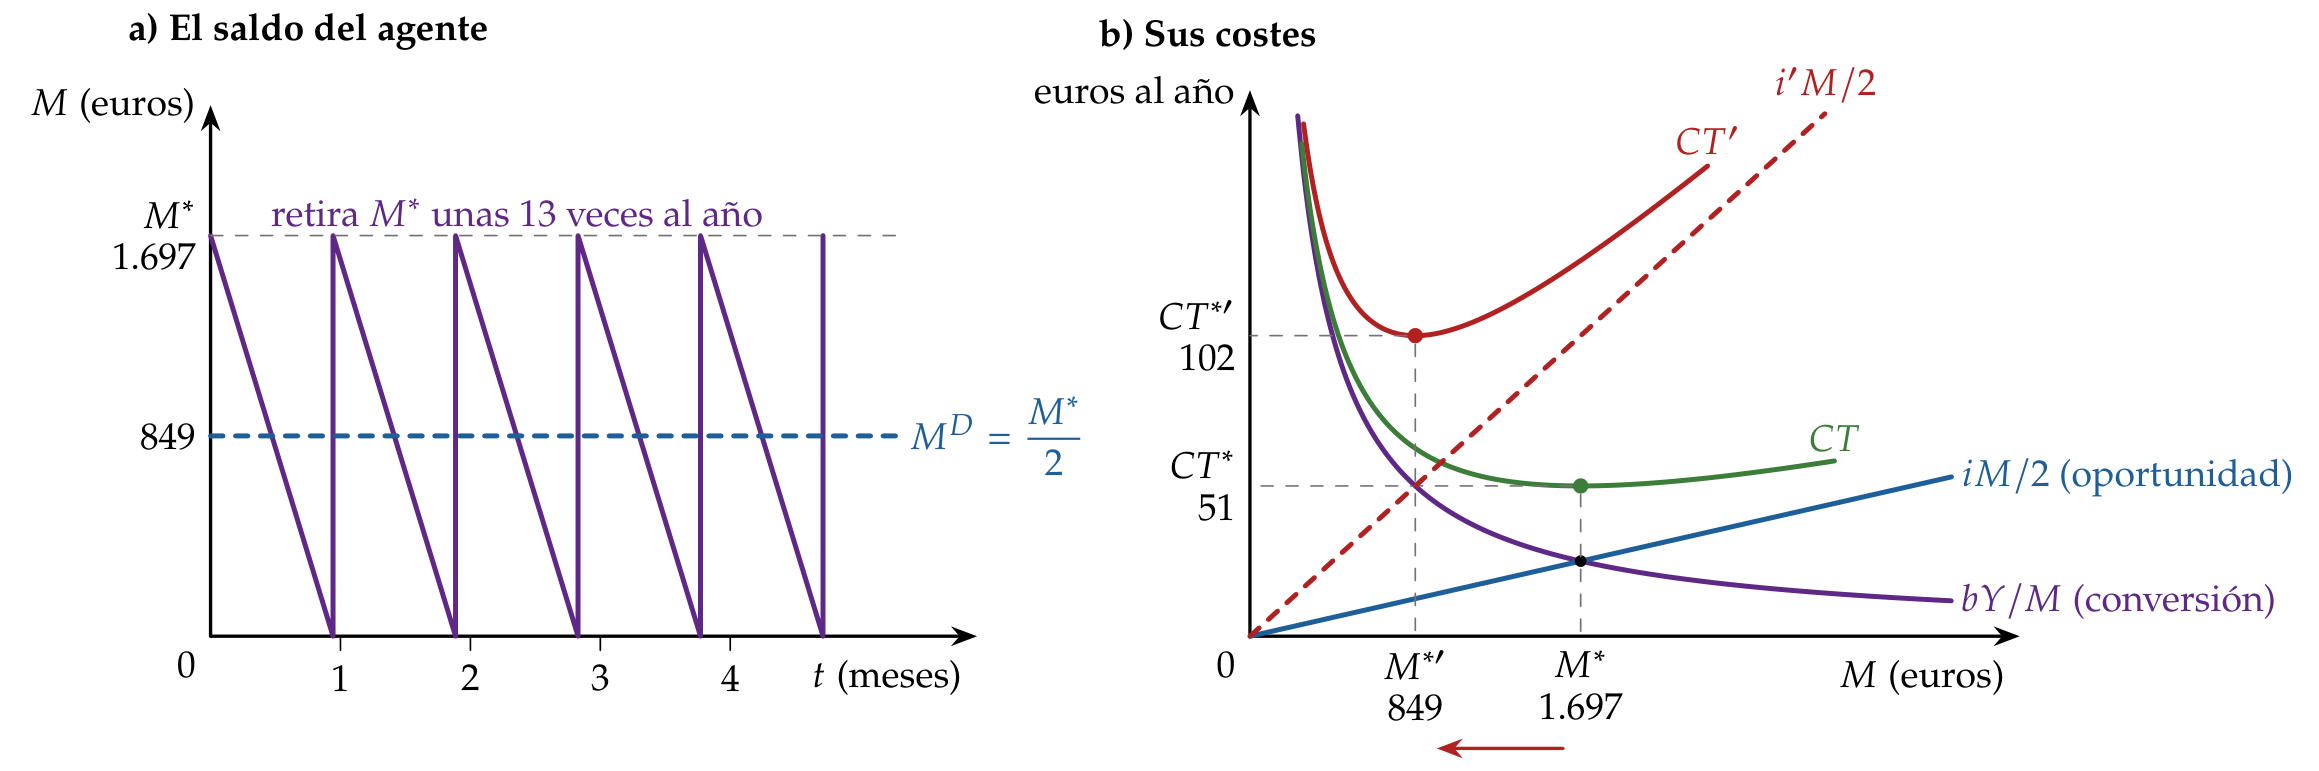 a) El saldo del agente
M (euros)
M*
1.697
retira M* unas 13 veces al año
849
M^D = M*/2
0
1
2
3
4
t (meses)
b) Sus costes
euros al año
i′M/2
CT′
CT*′
102
CT
CT*
51
iM/2 (oportunidad)
bY/M (conversión)
0
M*′
849
M*
1.697
M (euros)